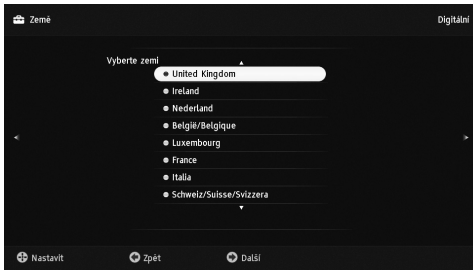 Země
Digitální
Vyberte zemi
United Kingdom
Ireland
Nederland
België/Belgique
Luxembourg
France
Italia
Schweiz/Suisse/Svizzera
Nastavit
Zpět
Další